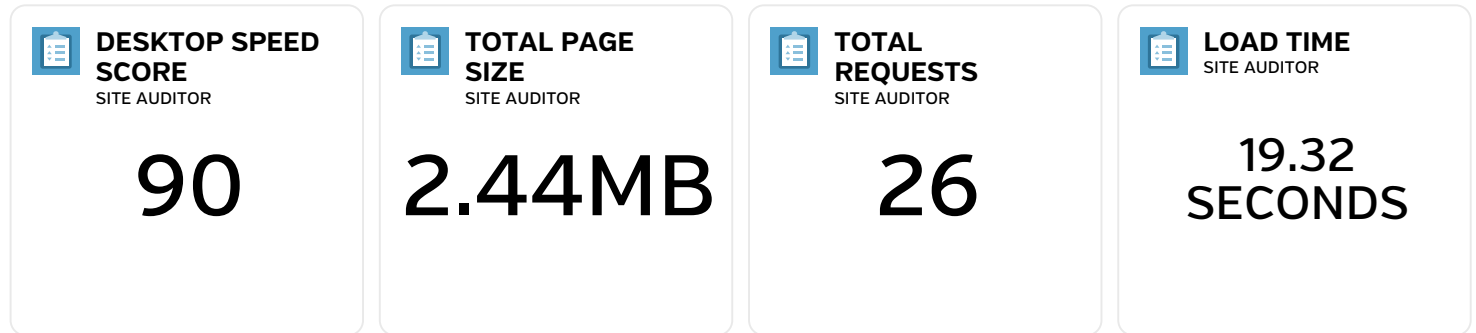 DESKTOP SPEED
SCORE
SITE AUDITOR
90
TOTAL PAGE
SIZE
SITE AUDITOR
2.44MB
TOTAL
REQUESTS
SITE AUDITOR
26
LOAD TIME
SITE AUDITOR
19.32
SECONDS